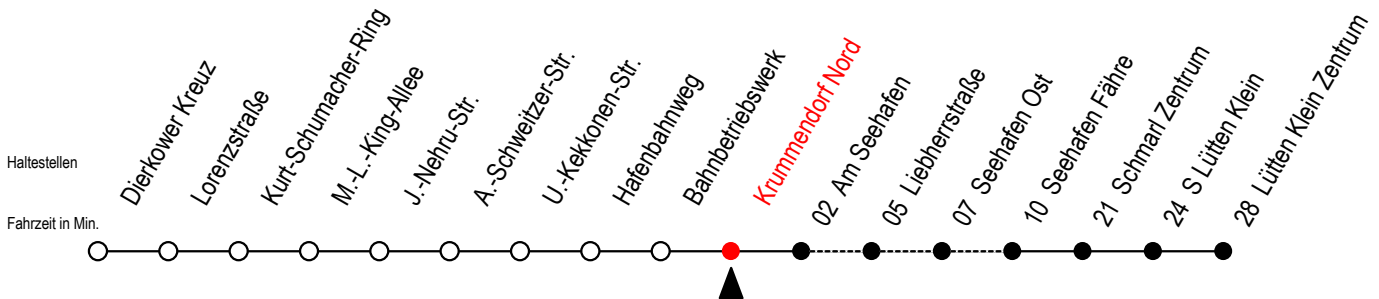 Haltestellen
Fahrzeit in Min.
Dierkower Kreuz
Lorenzstraße
Kurt-Schumacher-Ring
M.-L.-King-Allee
J.-Nehru-Str.
A.-Schweitzer-Str.
U.-Kekkonen-Str.
Hafenbahnweg
Bahnbetriebswerk
Krummendorf Nord
02 Am Seehafen
05 Liebherrstraße
07 Seehafen Ost
10 Seehafen Fähre
21 Schmarl Zentrum
24 S Lütten Klein
28 Lütten Klein Zentrum